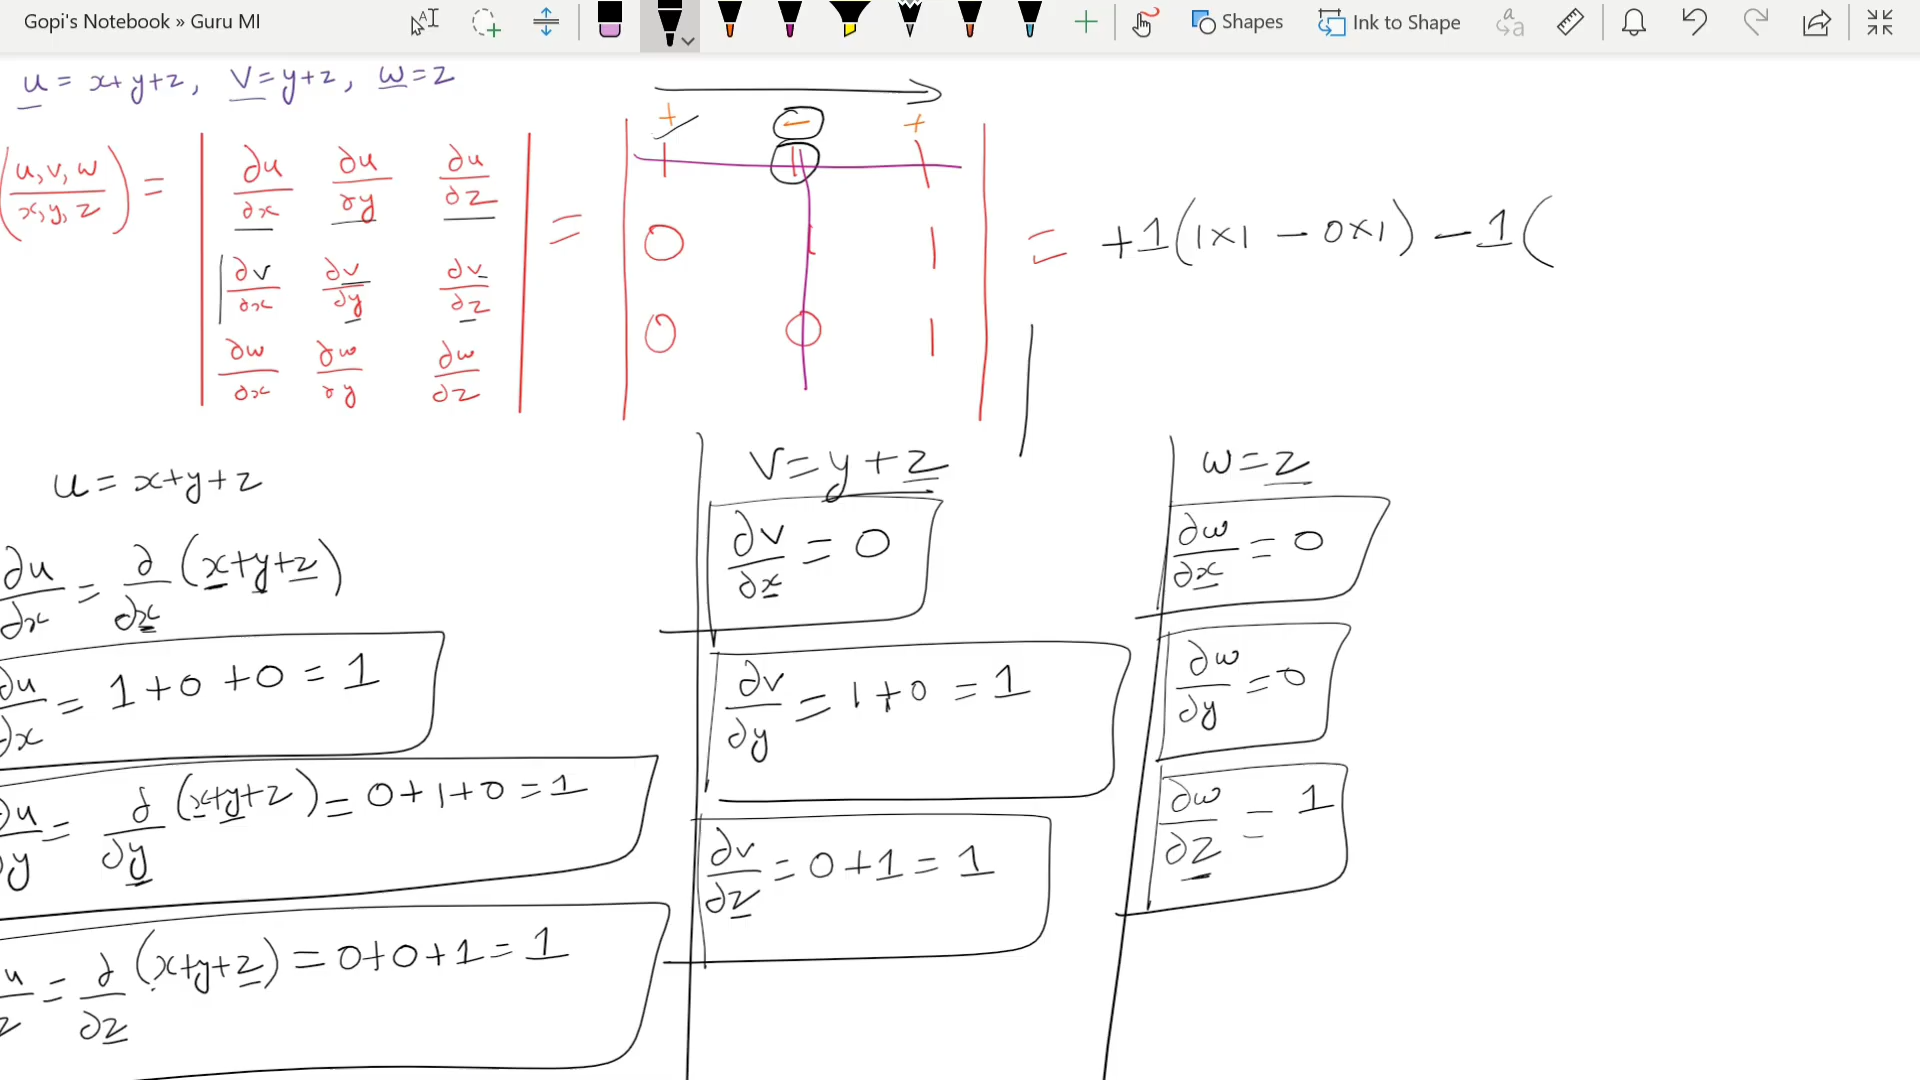 Gopi's Notebook » Guru MI
Shapes
Ink to Shape
u = x+y+z, v = y+z, w = z
(u,v,w / x,y,z) = | ∂u/∂x ∂u/∂y ∂u/∂z | = | + − + | = +1(1×1 − 0×1) − 1(
1 1 1
∂v/∂x ∂v/∂y ∂v/∂z
0 1 1
∂w/∂x ∂w/∂y ∂w/∂z
0 0 1
u = x+y+z
∂u/∂x = ∂/∂x (x+y+z)
∂u/∂x = 1+0+0 = 1
∂u/∂y = ∂/∂y (x+y+z) = 0+1+0 = 1
u/z = ∂/∂z (x+y+z) = 0+0+1 = 1
v = y+z
∂v/∂x = 0
∂v/∂y = 1+0 = 1
∂v/∂z = 0+1 = 1
w = z
∂w/∂x = 0
∂w/∂y = 0
∂w/∂z = 1